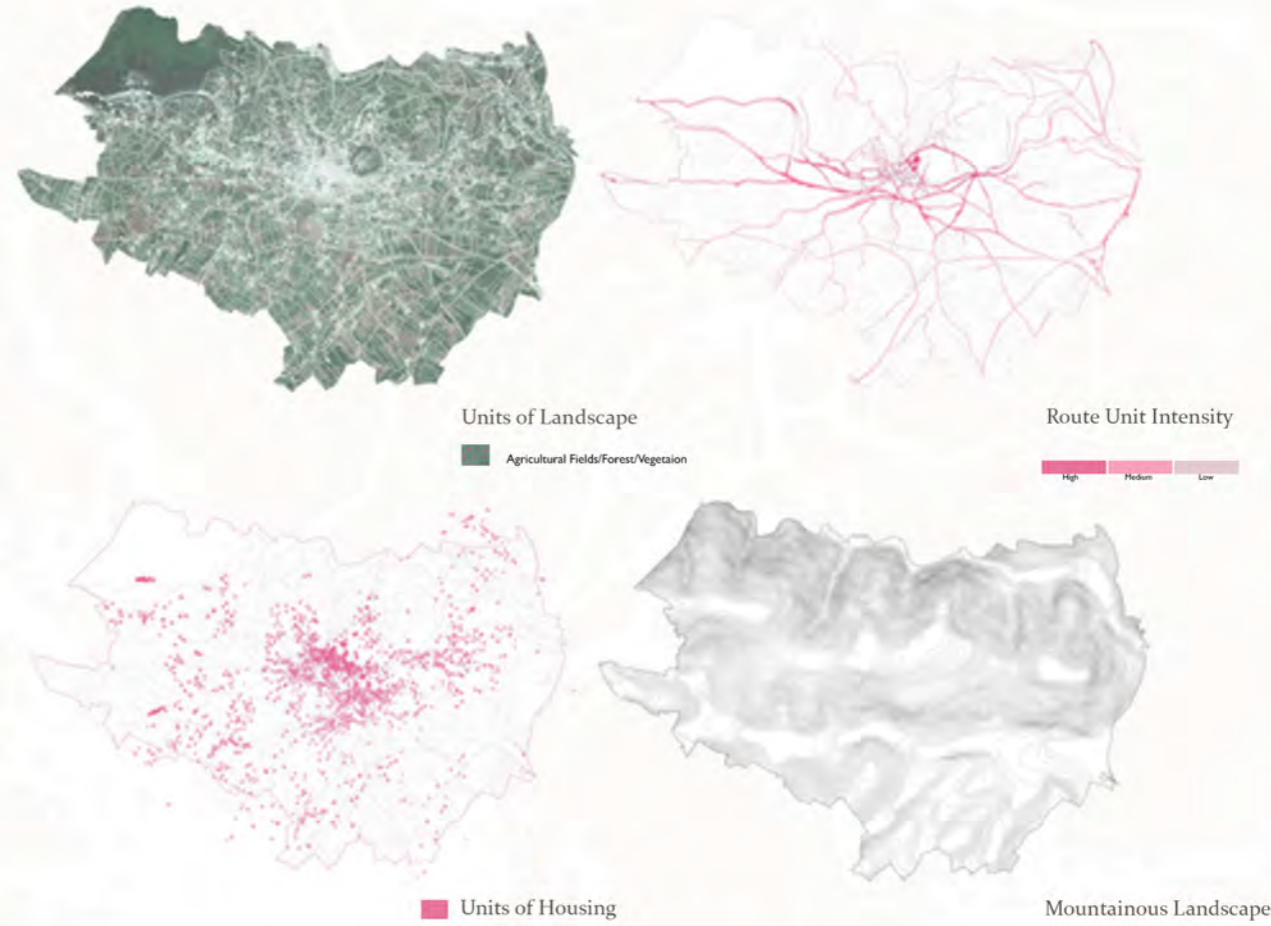 Units of Landscape
Agricultural Fields/Forest/Vegetaion
Route Unit Intensity
High Medium Low
Units of Housing
Mountainous Landscape